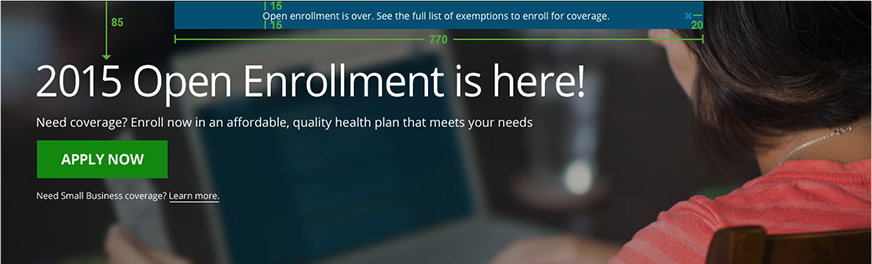 15
Open enrollment is over. See the full list of exemptions to enroll for coverage.
85
15
20
770
2015 Open Enrollment is here!
Need coverage? Enroll now in an affordable, quality health plan that meets your needs
APPLY NOW
Need Small Business coverage? Learn more.